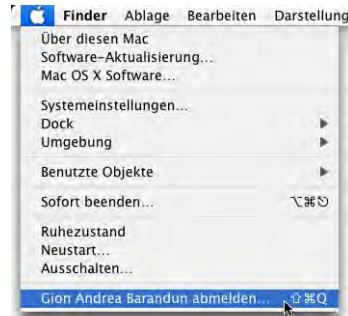 Finder Ablage Bearbeiten Darstellung
Über diesen Mac
Software-Aktualisierung...
Mac OS X Software...
Systemeinstellungen...
Dock
Umgebung
Benutzte Objekte
Sofort beenden... ⌥⌘⎋
Ruhezustand
Neustart...
Ausschalten...
Gion Andrea Barandun abmelden... ⇧⌘Q